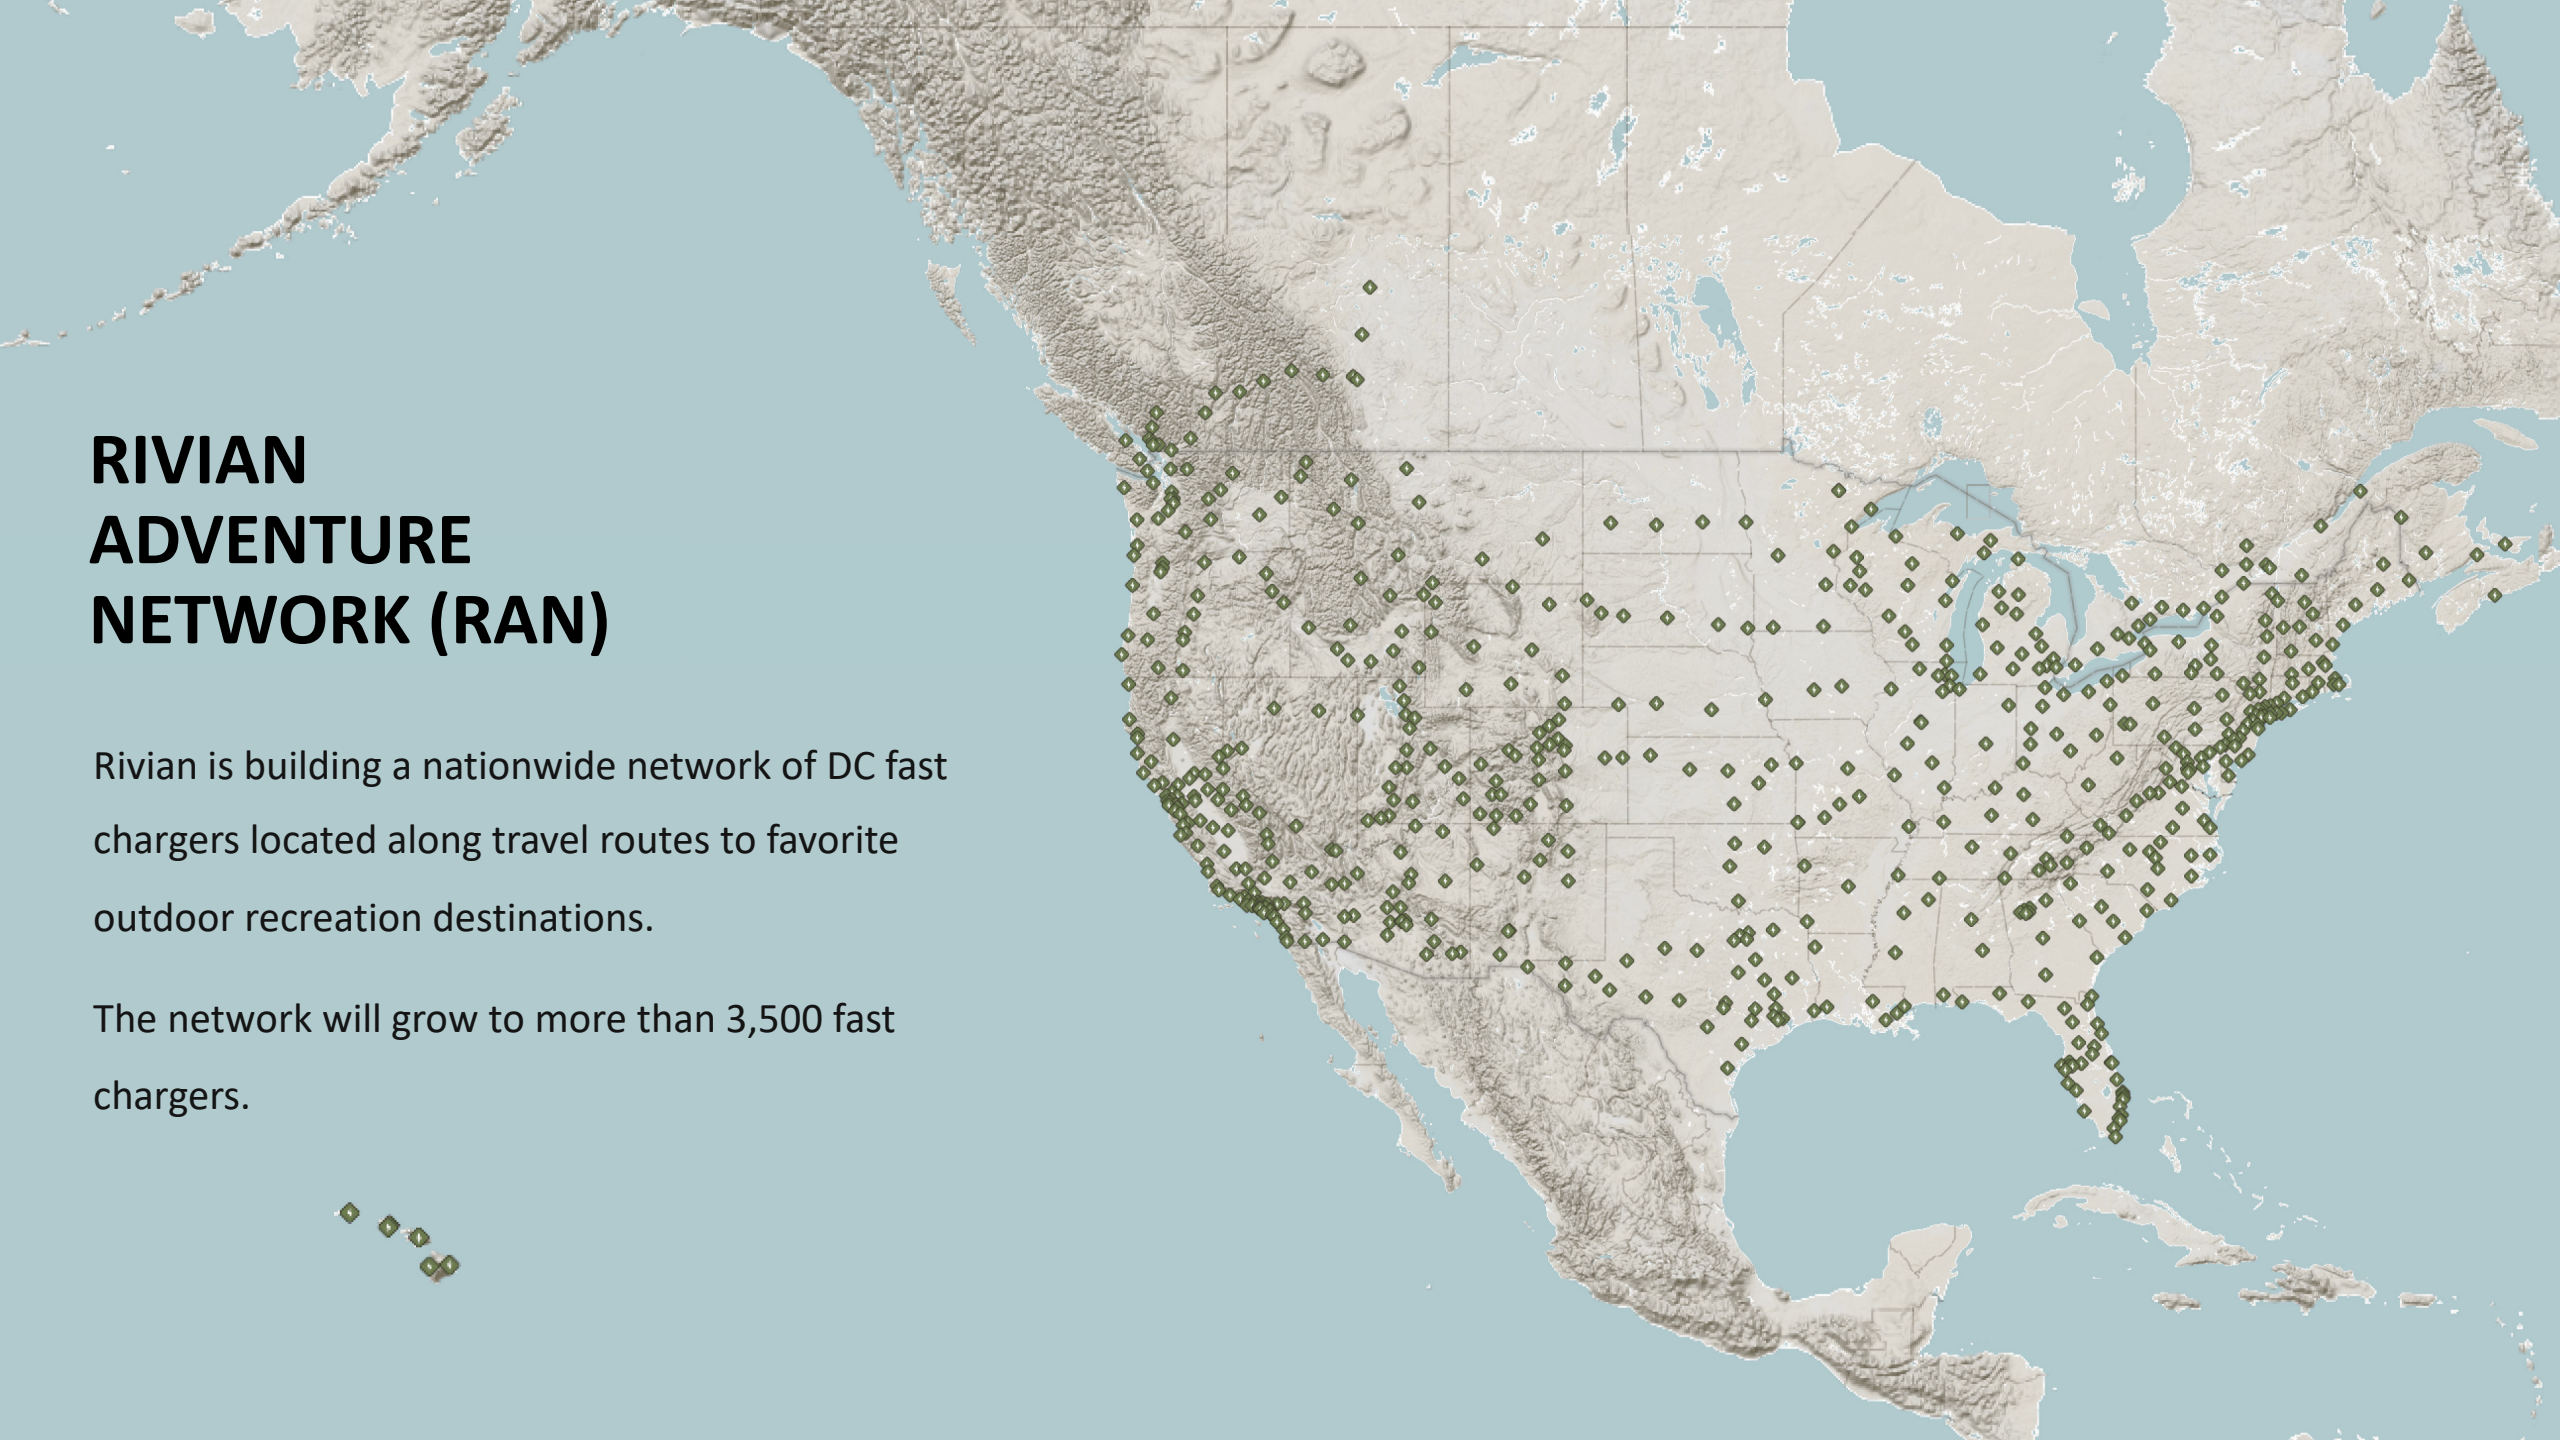 RIVIAN
ADVENTURE
NETWORK (RAN)
Rivian is building a nationwide network of DC fast
chargers located along travel routes to favorite
outdoor recreation destinations.
The network will grow to more than 3,500 fast
chargers.